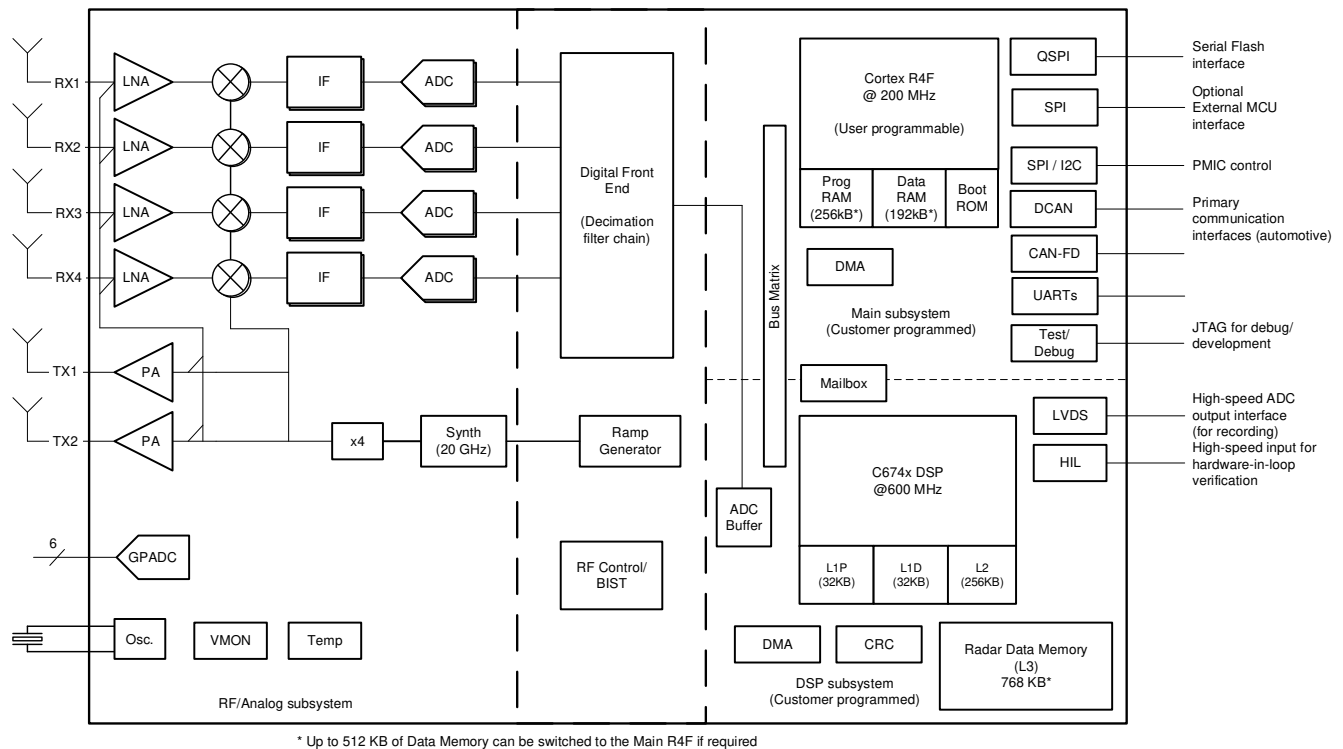 RX1
LNA
IF
ADC
RX2
LNA
IF
ADC
RX3
LNA
IF
ADC
RX4
LNA
IF
ADC
TX1
PA
TX2
PA
x4
Synth
(20 GHz)
Ramp
Generator
Digital Front
End
(Decimation
filter chain)
6
GPADC
RF Control/
BIST
Osc.
VMON
Temp
RF/Analog subsystem
Bus Matrix
ADC
Buffer
Cortex R4F
@ 200 MHz
(User programmable)
Prog
RAM
(256kB*)
Data
RAM
(192kB*)
Boot
ROM
DMA
Main subsystem
(Customer programmed)
Mailbox
QSPI
SPI
SPI / I2C
DCAN
CAN-FD
UARTs
Test/
Debug
Serial Flash
interface
Optional
External MCU
interface
PMIC control
Primary
communication
interfaces (automotive)
JTAG for debug/
development
LVDS
HIL
High-speed ADC
output interface
(for recording)
High-speed input for
hardware-in-loop
verification
C674x DSP
@600 MHz
L1P
(32KB)
L1D
(32KB)
L2
(256KB)
DMA
CRC
Radar Data Memory
(L3)
768 KB*
DSP subsystem
(Customer programmed)
* Up to 512 KB of Data Memory can be switched to the Main R4F if required